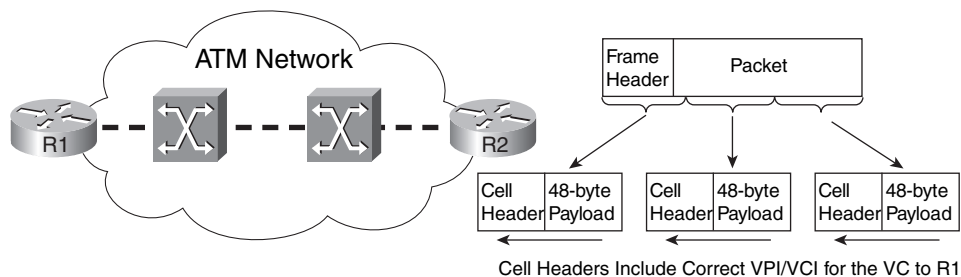 ATM Network
R1
R2
Frame
Header
Packet
Cell
Header
48-byte
Payload
Cell
Header
48-byte
Payload
Cell
Header
48-byte
Payload
Cell Headers Include Correct VPI/VCI for the VC to R1